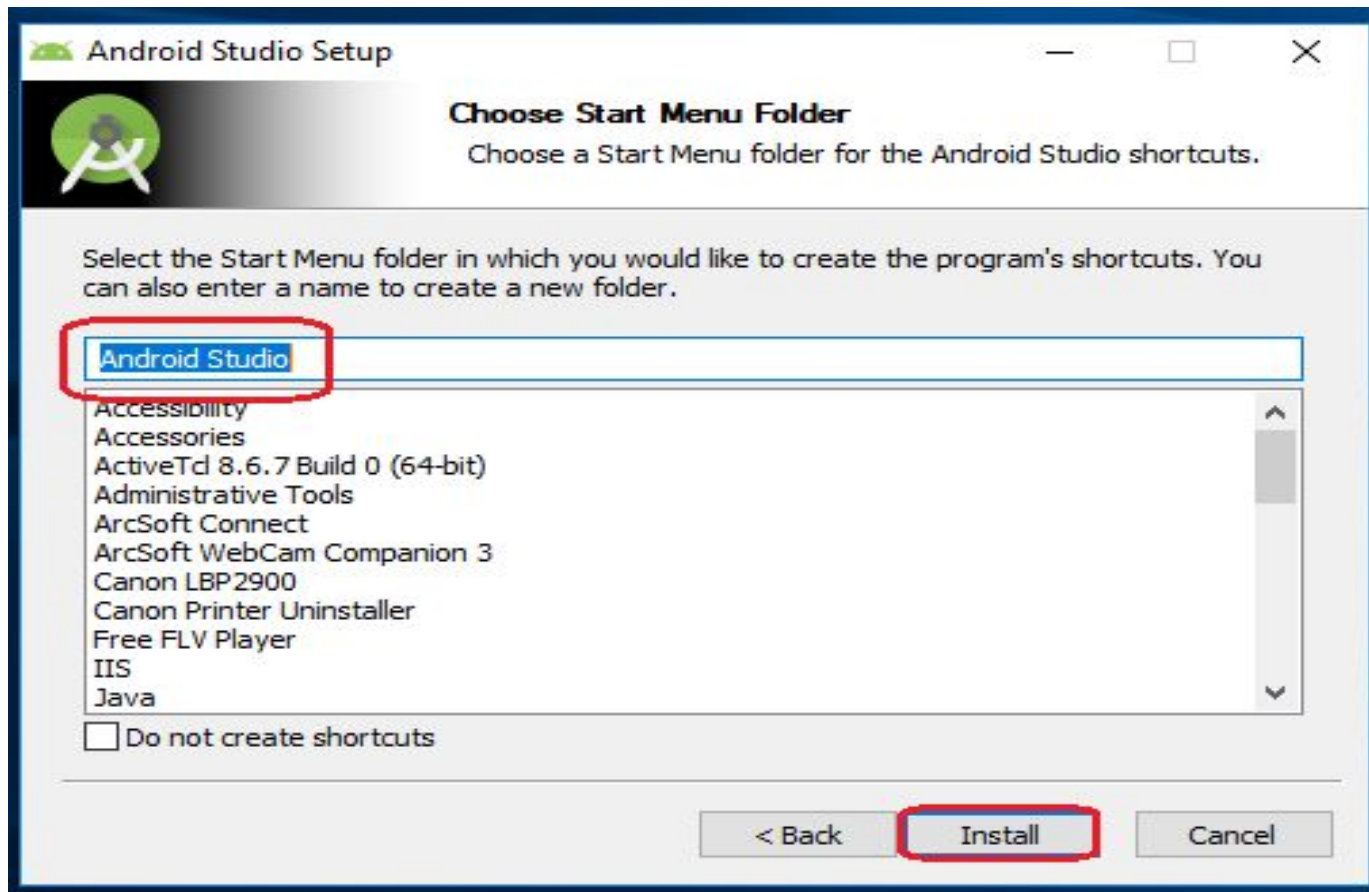 Android Studio Setup
Choose Start Menu Folder
Choose a Start Menu folder for the Android Studio shortcuts.
Select the Start Menu folder in which you would like to create the program's shortcuts. You
can also enter a name to create a new folder.
Android Studio
Accessibility
Accessories
ActiveTcl 8.6.7 Build 0 (64-bit)
Administrative Tools
ArcSoft Connect
ArcSoft WebCam Companion 3
Canon LBP2900
Canon Printer Uninstaller
Free FLV Player
IIS
Java
Do not create shortcuts
< Back Install Cancel